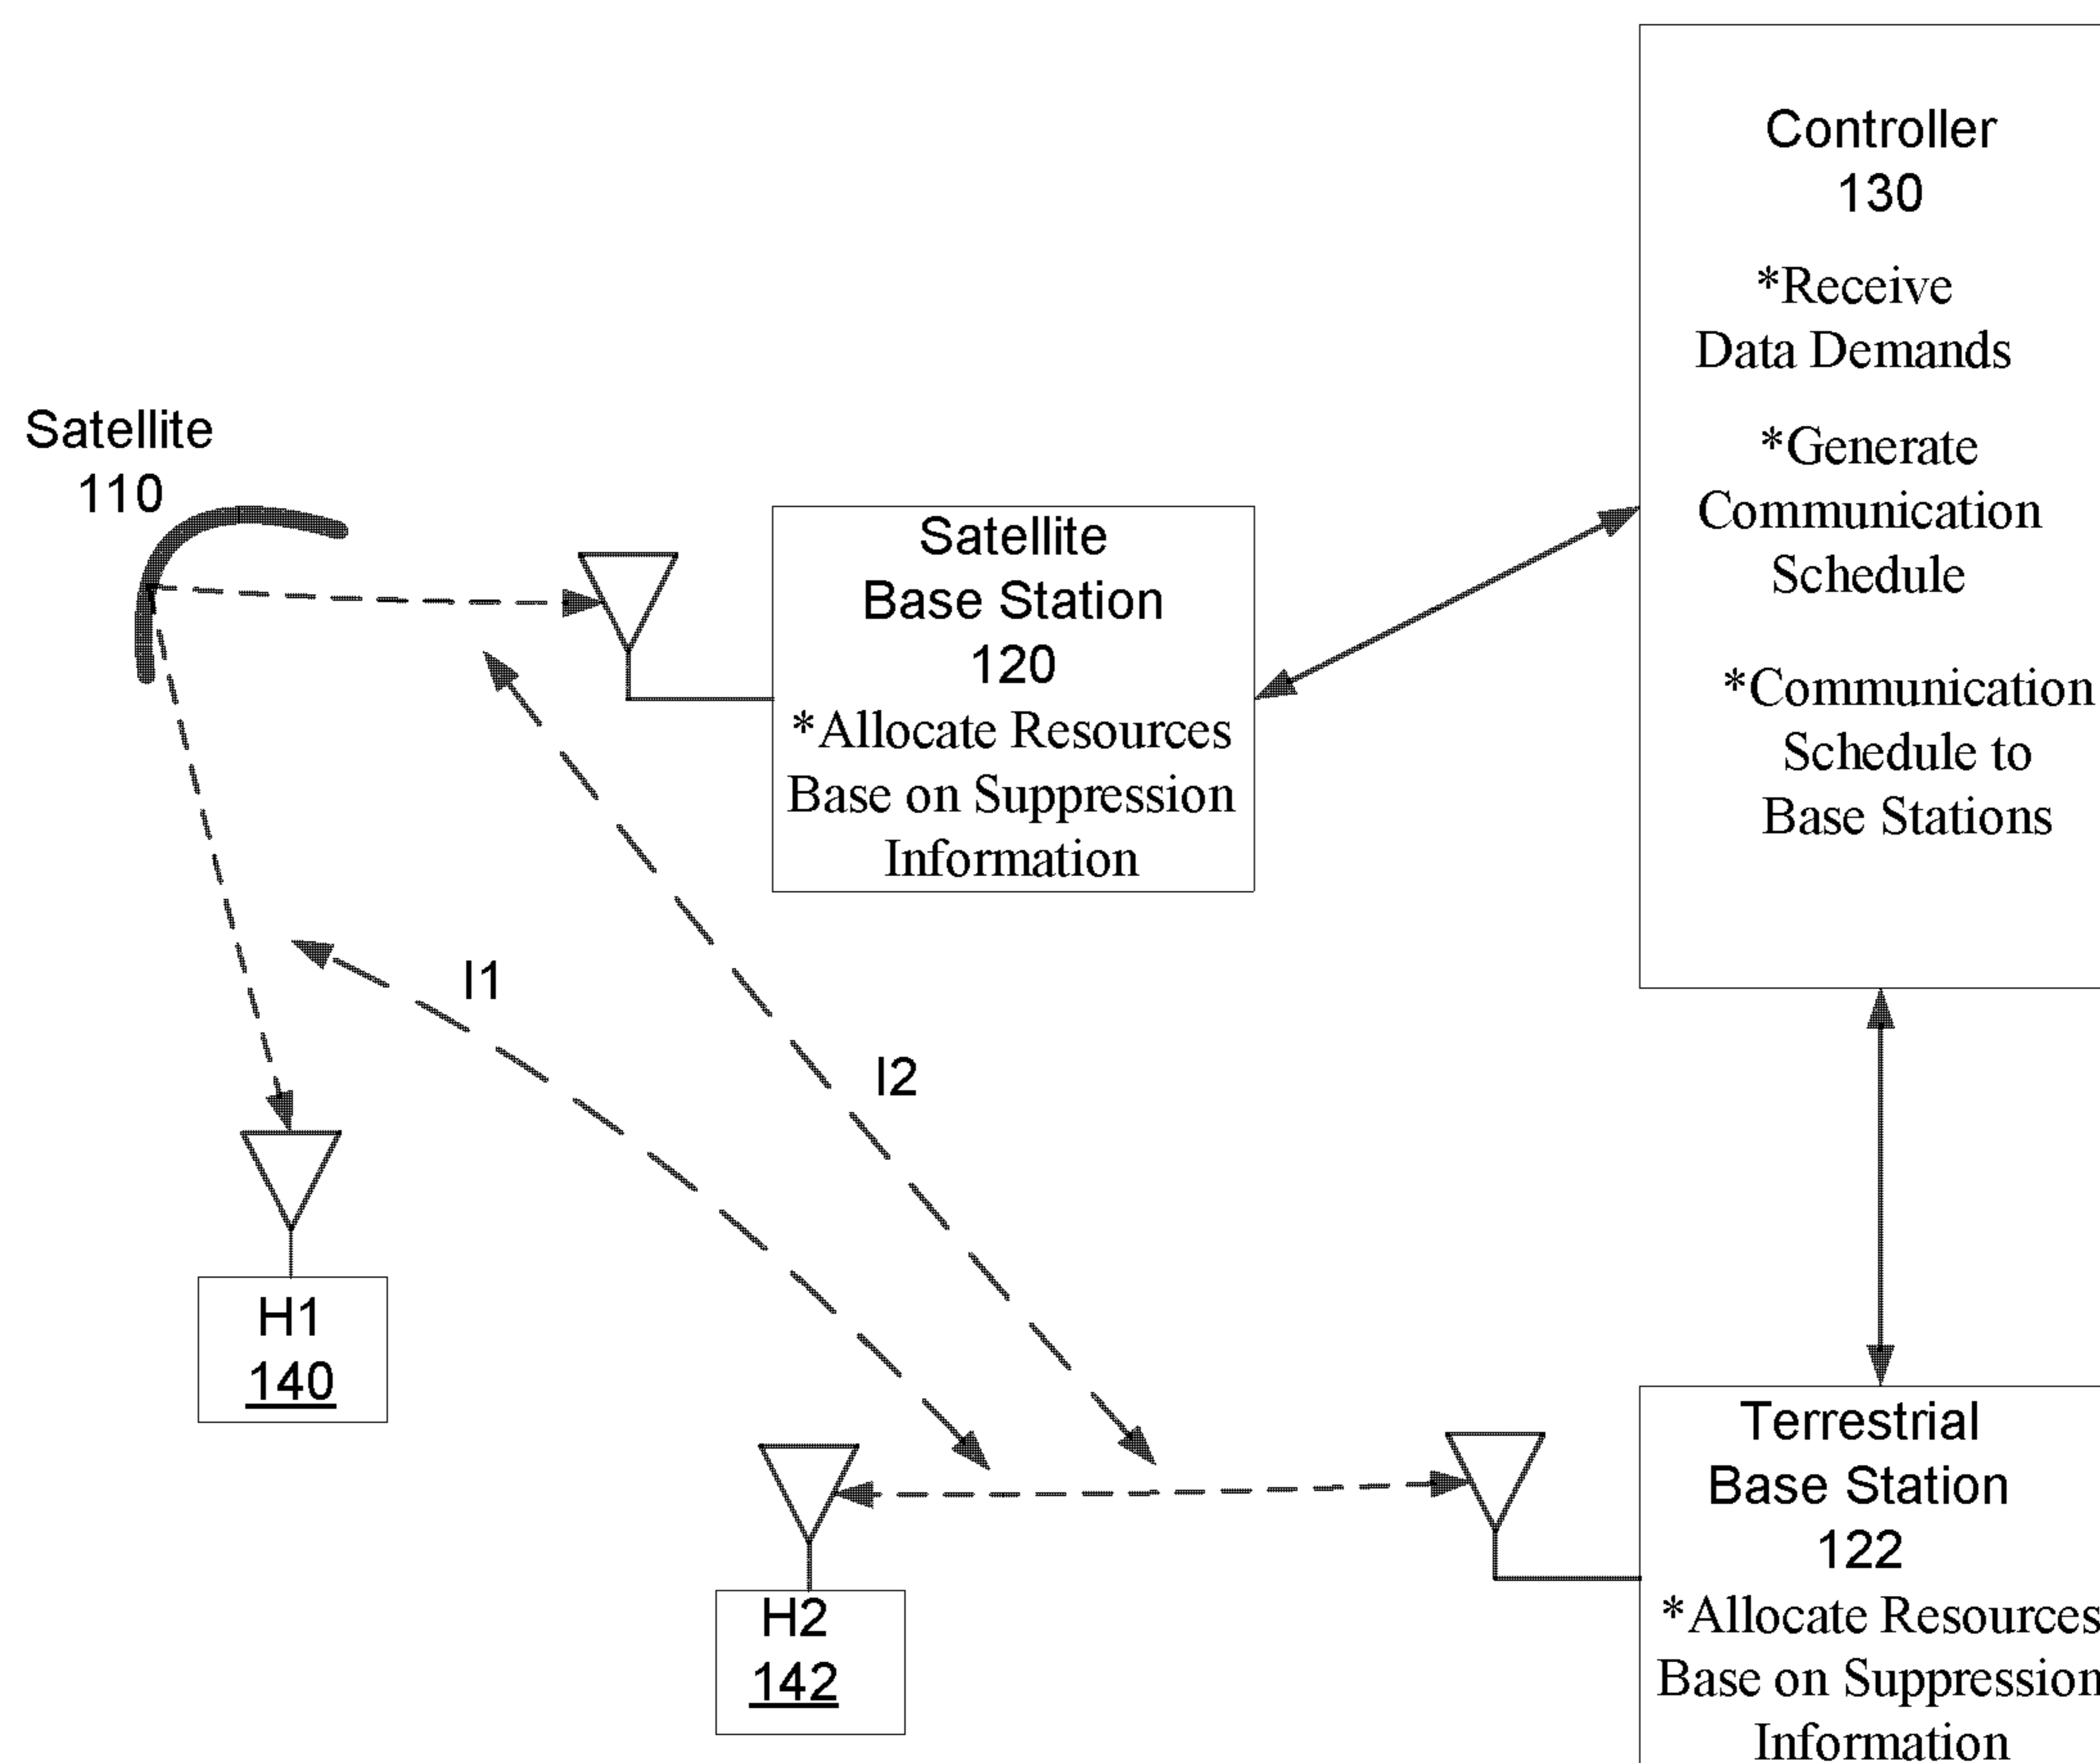 Controller
130
*Receive
Data Demands
*Generate
Communication
Schedule
*Communication
Schedule to
Base Stations
Satellite
110
Satellite
Base Station
120
*Allocate Resources
Base on Suppression
Information
I1
I2
H1
140
H2
142
Terrestrial
Base Station
122
*Allocate Resources
Base on Suppression
Information